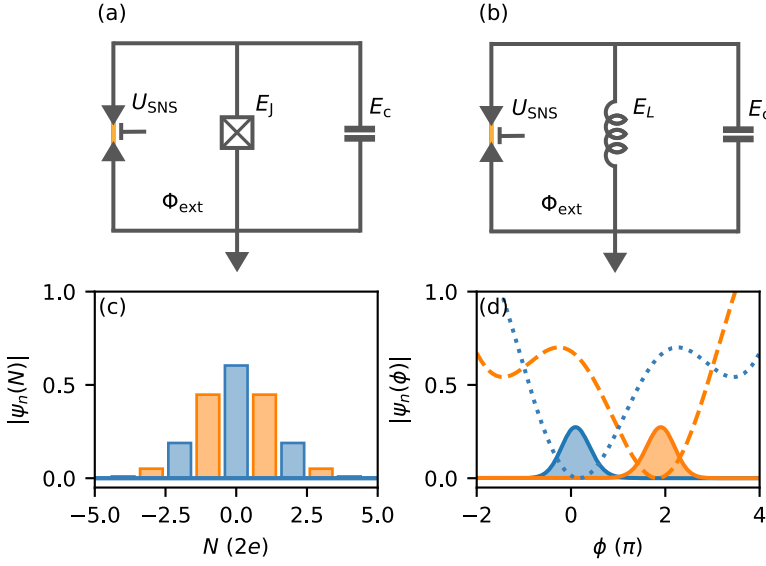 (a)
U_SNS
E_J
E_c
Φ_ext
(b)
U_SNS
E_L
E_c
Φ_ext
(c)
|ψ_n(N)|
1.0
0.5
0.0
−5.0 −2.5 0.0 2.5 5.0
N (2e)
(d)
|ψ_n(ϕ)|
1.0
0.5
0.0
−2 0 2 4
ϕ (π)